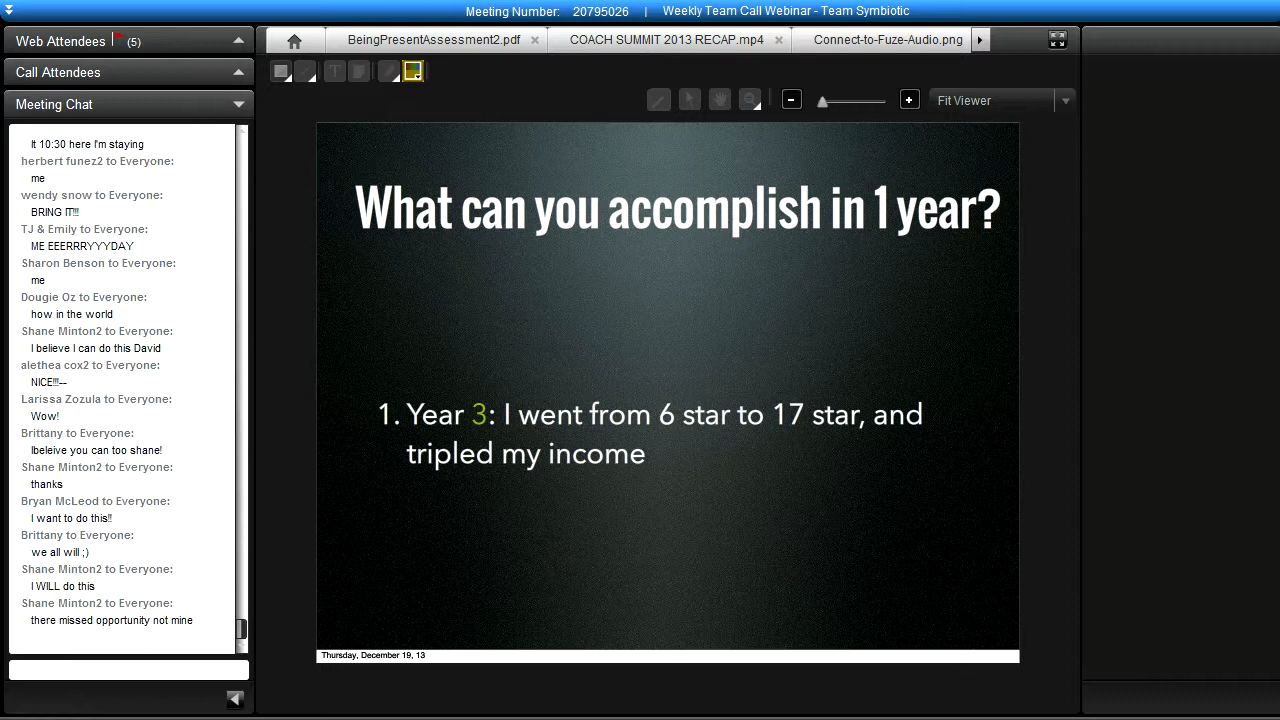 Meeting Number: 20795026 | Weekly Team Call Webinar - Team Symbiotic
Web Attendees (5)
Call Attendees
Meeting Chat
It 10:30 here I'm staying
herbert funez2 to Everyone:
me
wendy snow to Everyone:
BRING IT!!!
TJ & Emily to Everyone:
ME EEERRRYYYDAY
Sharon Benson to Everyone:
me
Dougie Oz to Everyone:
how in the world
Shane Minton2 to Everyone:
I believe I can do this David
alethea cox2 to Everyone:
NICE!!!--
Larissa Zozula to Everyone:
Wow!
Brittany to Everyone:
Ibeleive you can too shane!
Shane Minton2 to Everyone:
thanks
Bryan McLeod to Everyone:
I want to do this!!
Brittany to Everyone:
we all will ;)
Shane Minton2 to Everyone:
I WILL do this
Shane Minton2 to Everyone:
there missed opportunity not mine
BeingPresentAssessment2.pdf
COACH SUMMIT 2013 RECAP.mp4
Connect-to-Fuze-Audio.png
T
Fit Viewer
What can you accomplish in 1 year?
1. Year 3: I went from 6 star to 17 star, and
tripled my income
Thursday, December 19, 13